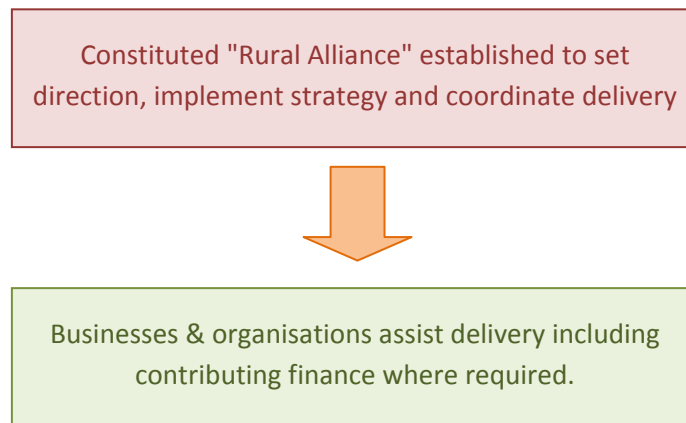 Constituted "Rural Alliance" established to set
direction, implement strategy and coordinate delivery
Businesses & organisations assist delivery including
contributing finance where required.